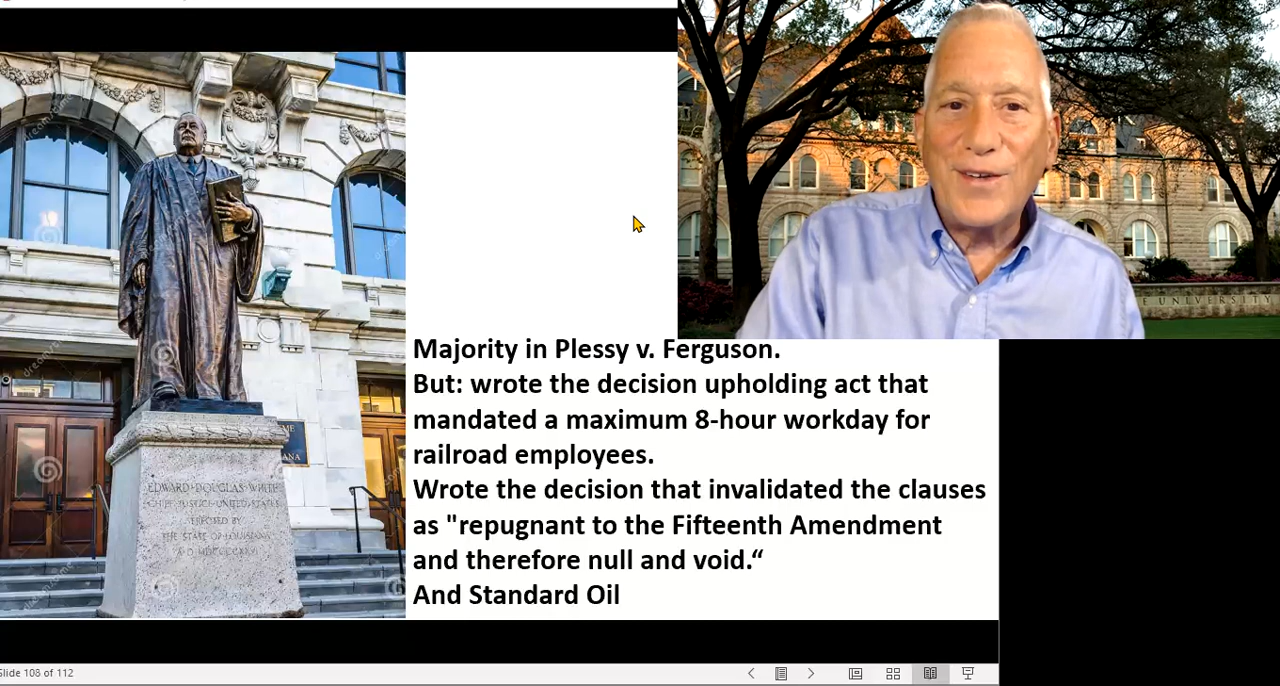 E UNIVERSITY
Majority in Plessy v. Ferguson.
But: wrote the decision upholding act that
mandated a maximum 8-hour workday for
railroad employees.
Wrote the decision that invalidated the clauses
as "repugnant to the Fifteenth Amendment
and therefore null and void.“
And Standard Oil
EDWARD DOUGLAS WHITE
CHIEF JUSTICE UNITED STATES
ERECTED BY
THE STATE OF LOUISIANA
Slide 108 of 112